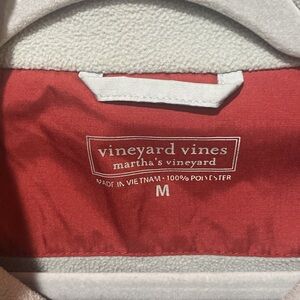 vineyard vines
martha's vineyard
MADE IN VIETNAM · 100% POLYESTER
M